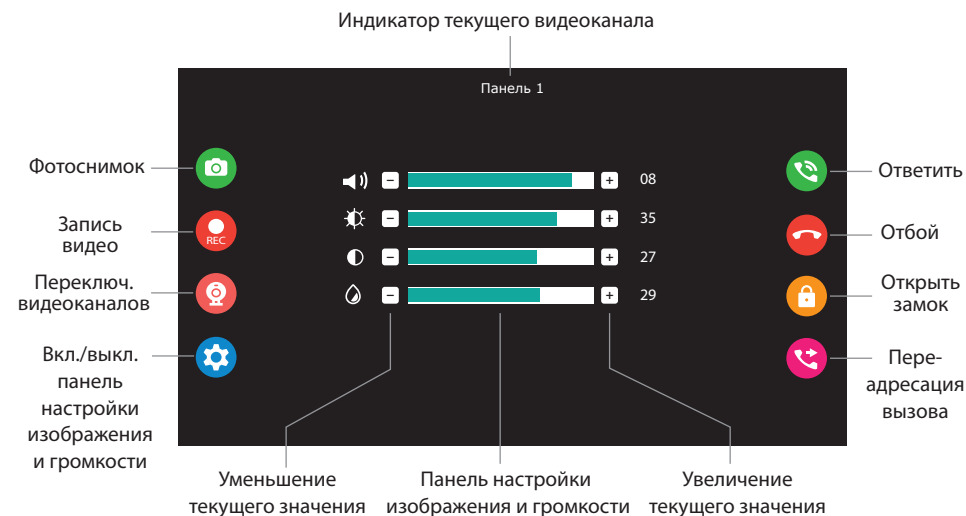 Индикатор текущего видеоканала
Панель 1
Фотоснимок
Запись
видео
REC
Переключ.
видеоканалов
Вкл./выкл.
панель
настройки
изображения
и громкости
08
35
27
29
Ответить
Отбой
Открыть
замок
Пере-
адресация
вызова
Уменьшение
текущего значения
Панель настройки
изображения и громкости
Увеличение
текущего значения